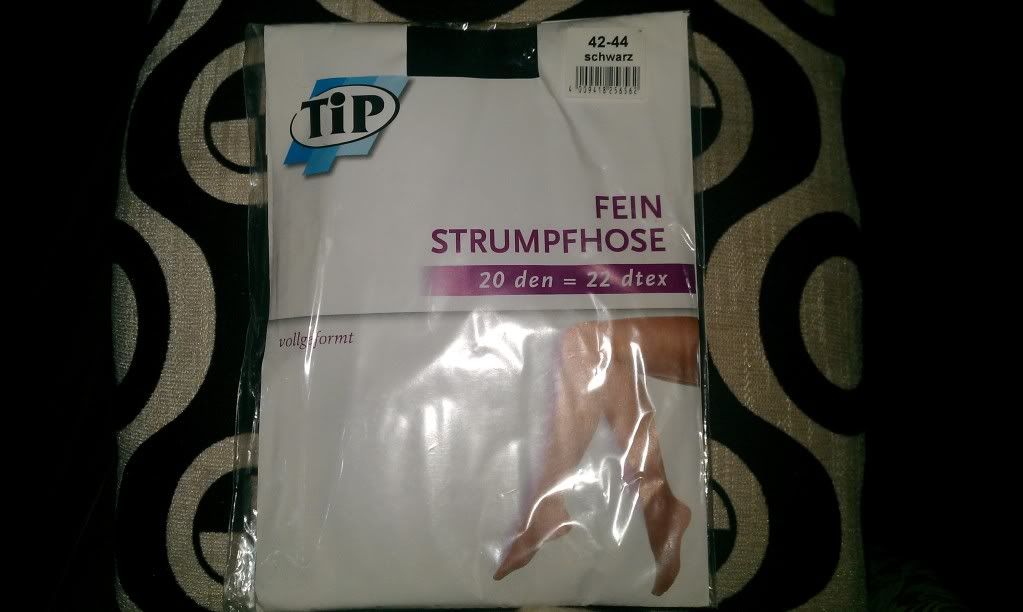 42-44
schwarz
TiP
FEIN
STRUMPFHOSE
20 den = 22 dtex
vollgeformt